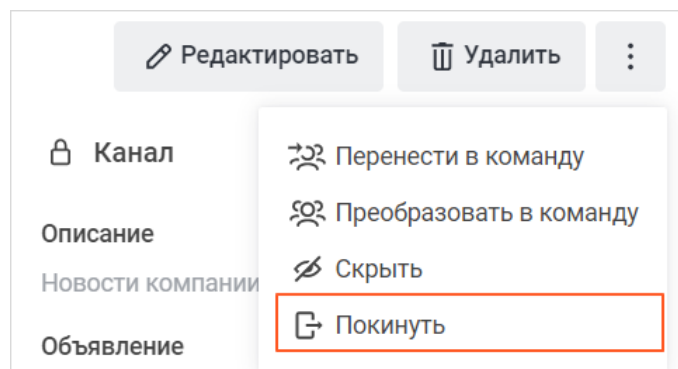 Редактировать
Удалить
Канал
Перенести в команду
Преобразовать в команду
Описание
Новости компании
Скрыть
Покинуть
Объявление